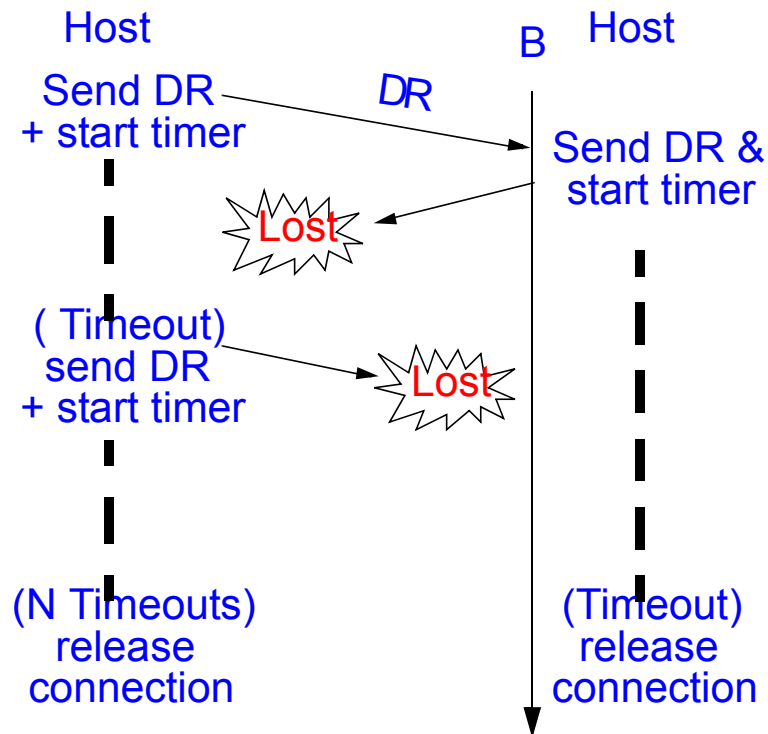 Host
B
Host
Send DR
+ start timer
DR
Send DR &
start timer
Lost
( Timeout)
send DR
+ start timer
Lost
(N Timeouts)
release
connection
(Timeout)
release
connection